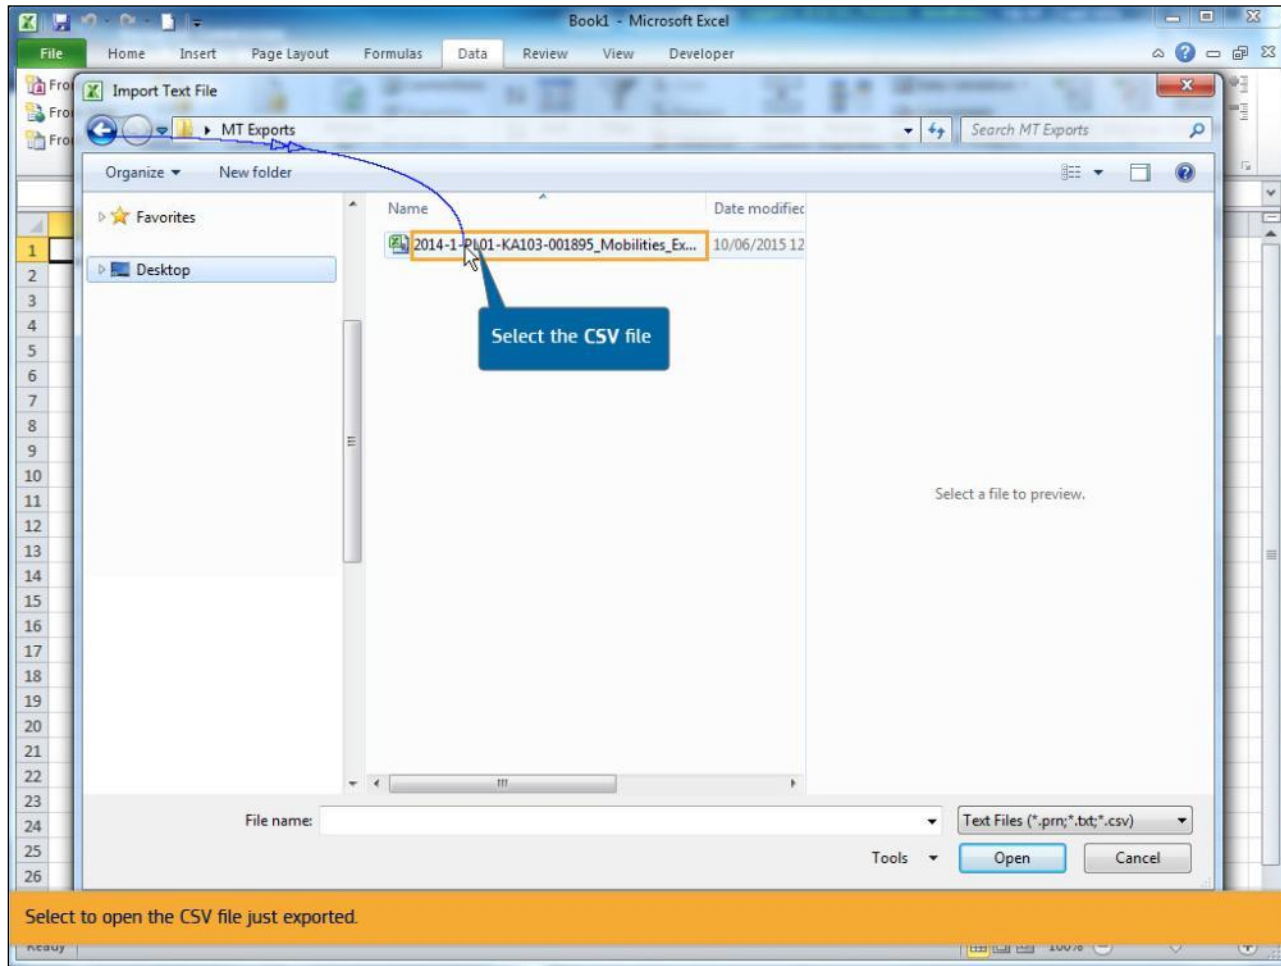 Book1 - Microsoft Excel
File Home Insert Page Layout Formulas Data Review View Developer
Import Text File
MT Exports
Search MT Exports
Organize New folder
Favorites
Desktop
Name Date modified
2014-1-PL01-KA103-001895_Mobilities_Ex... 10/06/2015 12
Select the CSV file
Select a file to preview.
1
2
3
4
5
6
7
8
9
10
11
12
13
14
15
16
17
18
19
20
21
22
23
24
25
26
File name: Text Files (*.prn;*.txt;*.csv)
Tools Open Cancel
Select to open the CSV file just exported.
Ready 100%